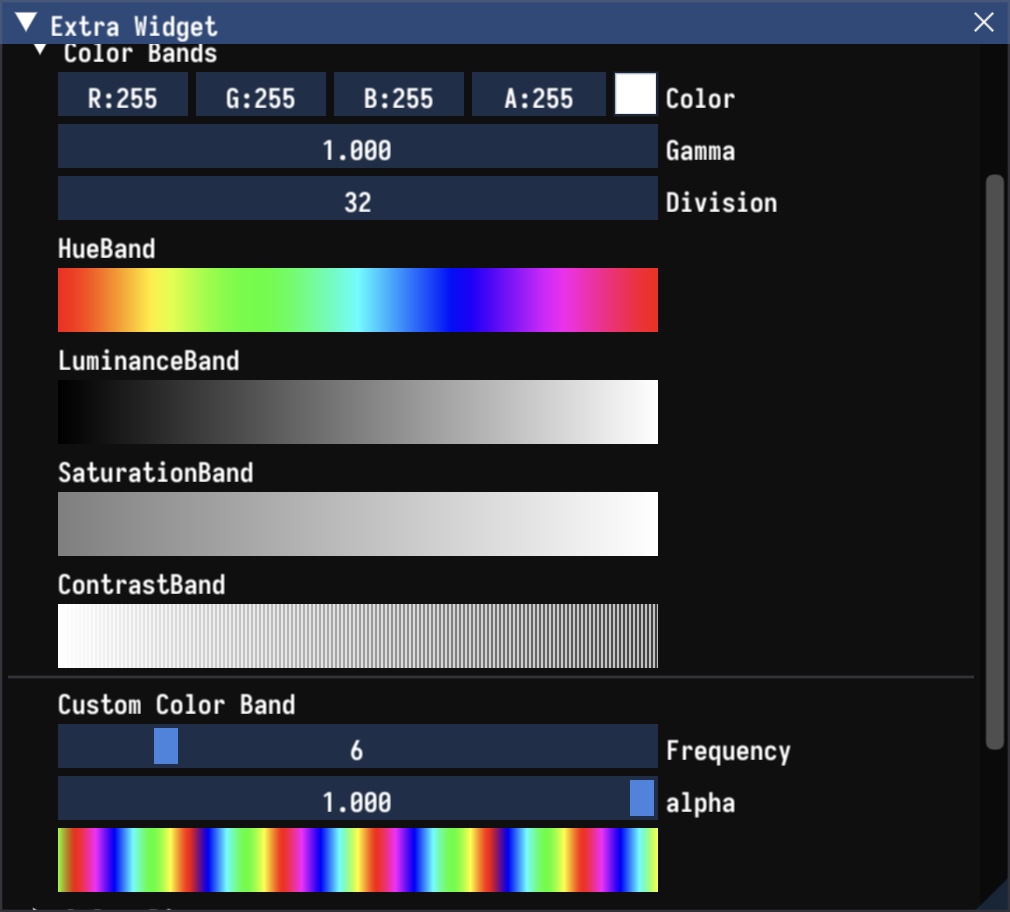 Extra Widget
Color Bands
R:255 G:255 B:255 A:255 Color
1.000 Gamma
32 Division
HueBand
LuminanceBand
SaturationBand
ContrastBand
Custom Color Band
6 Frequency
1.000 alpha